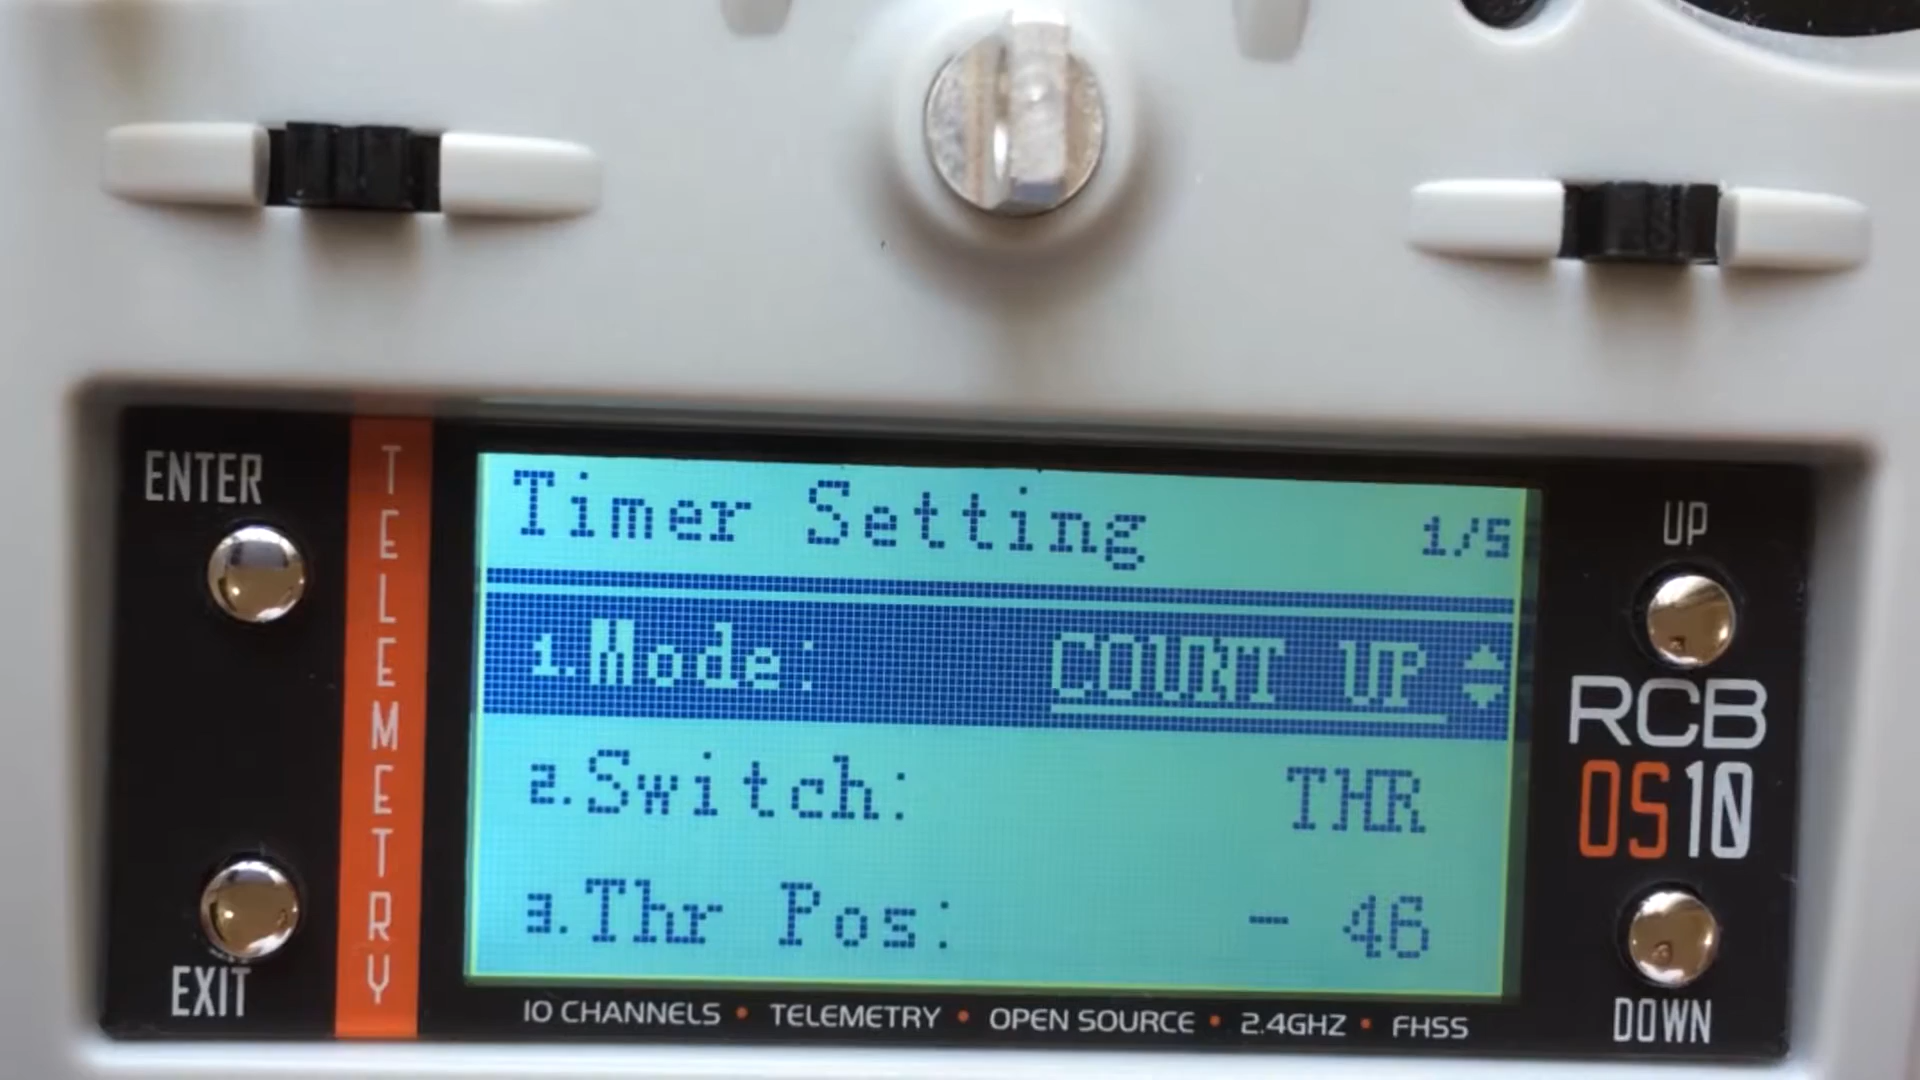 ENTER
TELEMETRY
EXIT
Timer Setting 1/5
1.Mode: COUNT UP
2.Switch: THR
3.Thr Pos: - 46
UP
RCB
OS10
DOWN
10 CHANNELS • TELEMETRY • OPEN SOURCE • 2.4GHZ • FHSS